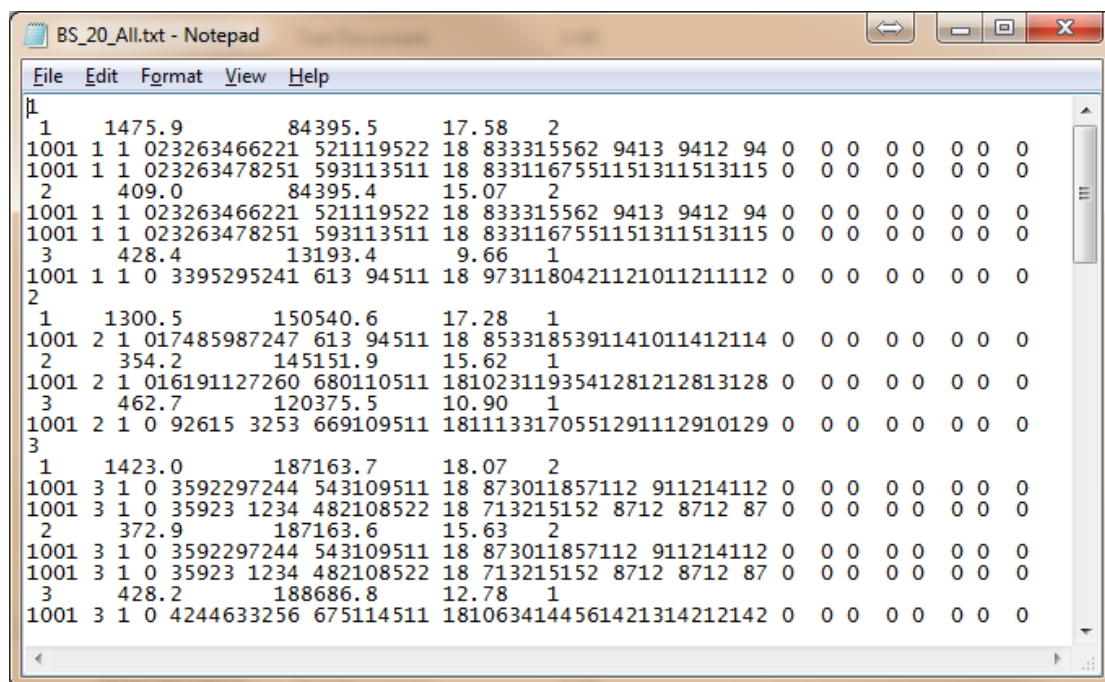 BS_20_All.txt - Notepad
File Edit Format View Help
1
 1     1475.9          84395.5     17.58   2
1001 1 1 023263466221 521119522 18 833315562 9413 9412 94 0  0 0  0 0  0 0  0
1001 1 1 023263478251 593113511 18 8331167551151311513115 0  0 0  0 0  0 0  0
 2      409.0          84395.4     15.07   2
1001 1 1 023263466221 521119522 18 833315562 9413 9412 94 0  0 0  0 0  0 0  0
1001 1 1 023263478251 593113511 18 8331167551151311513115 0  0 0  0 0  0 0  0
 3      428.4          13193.4      9.66   1
1001 1 1 0 3395295241 613 94511 18 9731180421121011211112 0  0 0  0 0  0 0  0
2
 1     1300.5         150540.6     17.28   1
1001 2 1 017485987247 613 94511 18 8533185391141011412114 0  0 0  0 0  0 0  0
 2      354.2         145151.9     15.62   1
1001 2 1 016191127260 680110511 181023119354128121281​3128 0  0 0  0 0  0 0  0
 3      462.7         120375.5     10.90   1
1001 2 1 0 92615 3253 669109511 181113317055129111291012​9 0  0 0  0 0  0 0  0
3
 1     1423.0         187163.7     18.07   2
1001 3 1 0 3592297244 543109511 18 873011857112 911214112 0  0 0  0 0  0 0  0
1001 3 1 0 35923 1234 482108522 18 713215152 8712 8712 87 0  0 0  0 0  0 0  0
 2      372.9         187163.6     15.63   2
1001 3 1 0 3592297244 543109511 18 873011857112 911214112 0  0 0  0 0  0 0  0
1001 3 1 0 35923 1234 482108522 18 713215152 8712 8712 87 0  0 0  0 0  0 0  0
 3      428.2         188686.8     12.78   1
1001 3 1 0 4244633256 675114511 181063414456142131421214​2 0  0 0  0 0  0 0  0